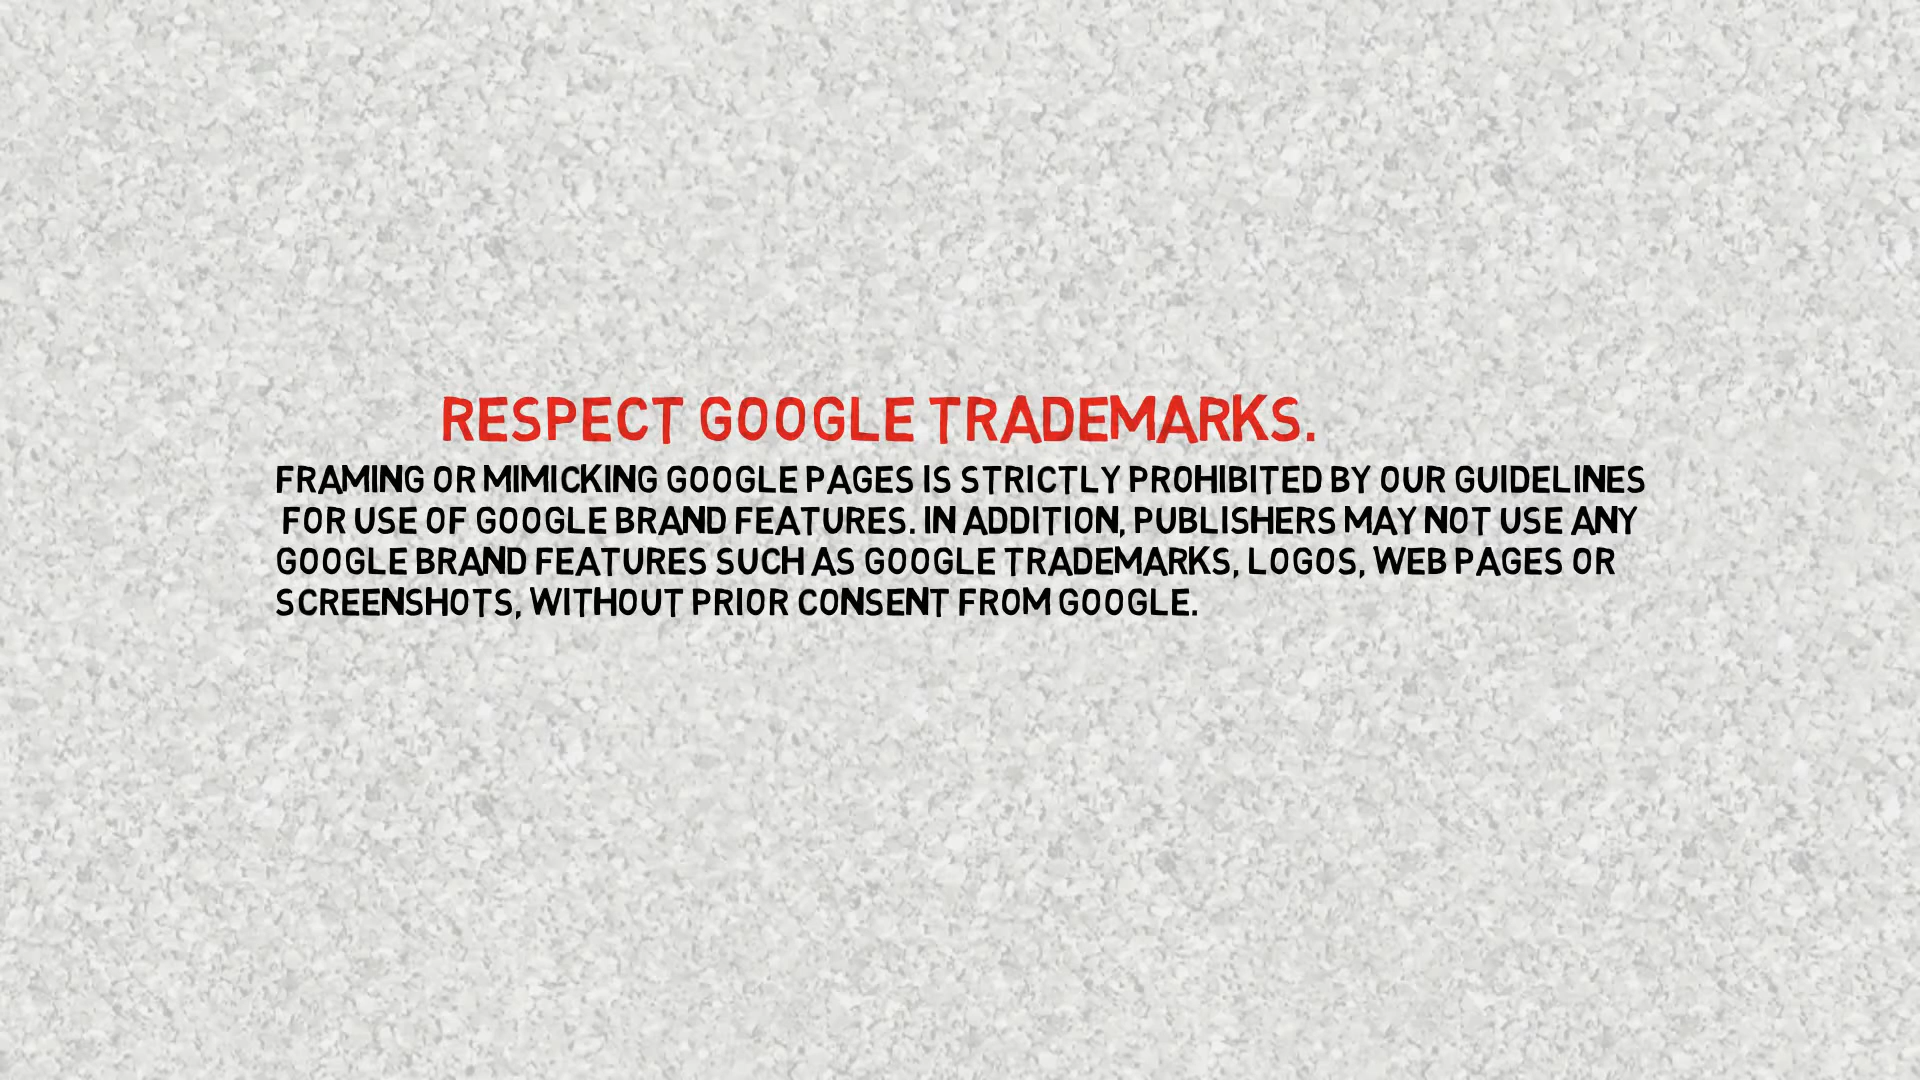 RESPECT GOOGLE TRADEMARKS.
FRAMING OR MIMICKING GOOGLE PAGES IS STRICTLY PROHIBITED BY OUR GUIDELINES
FOR USE OF GOOGLE BRAND FEATURES. IN ADDITION, PUBLISHERS MAY NOT USE ANY
GOOGLE BRAND FEATURES SUCH AS GOOGLE TRADEMARKS, LOGOS, WEB PAGES OR
SCREENSHOTS, WITHOUT PRIOR CONSENT FROM GOOGLE.